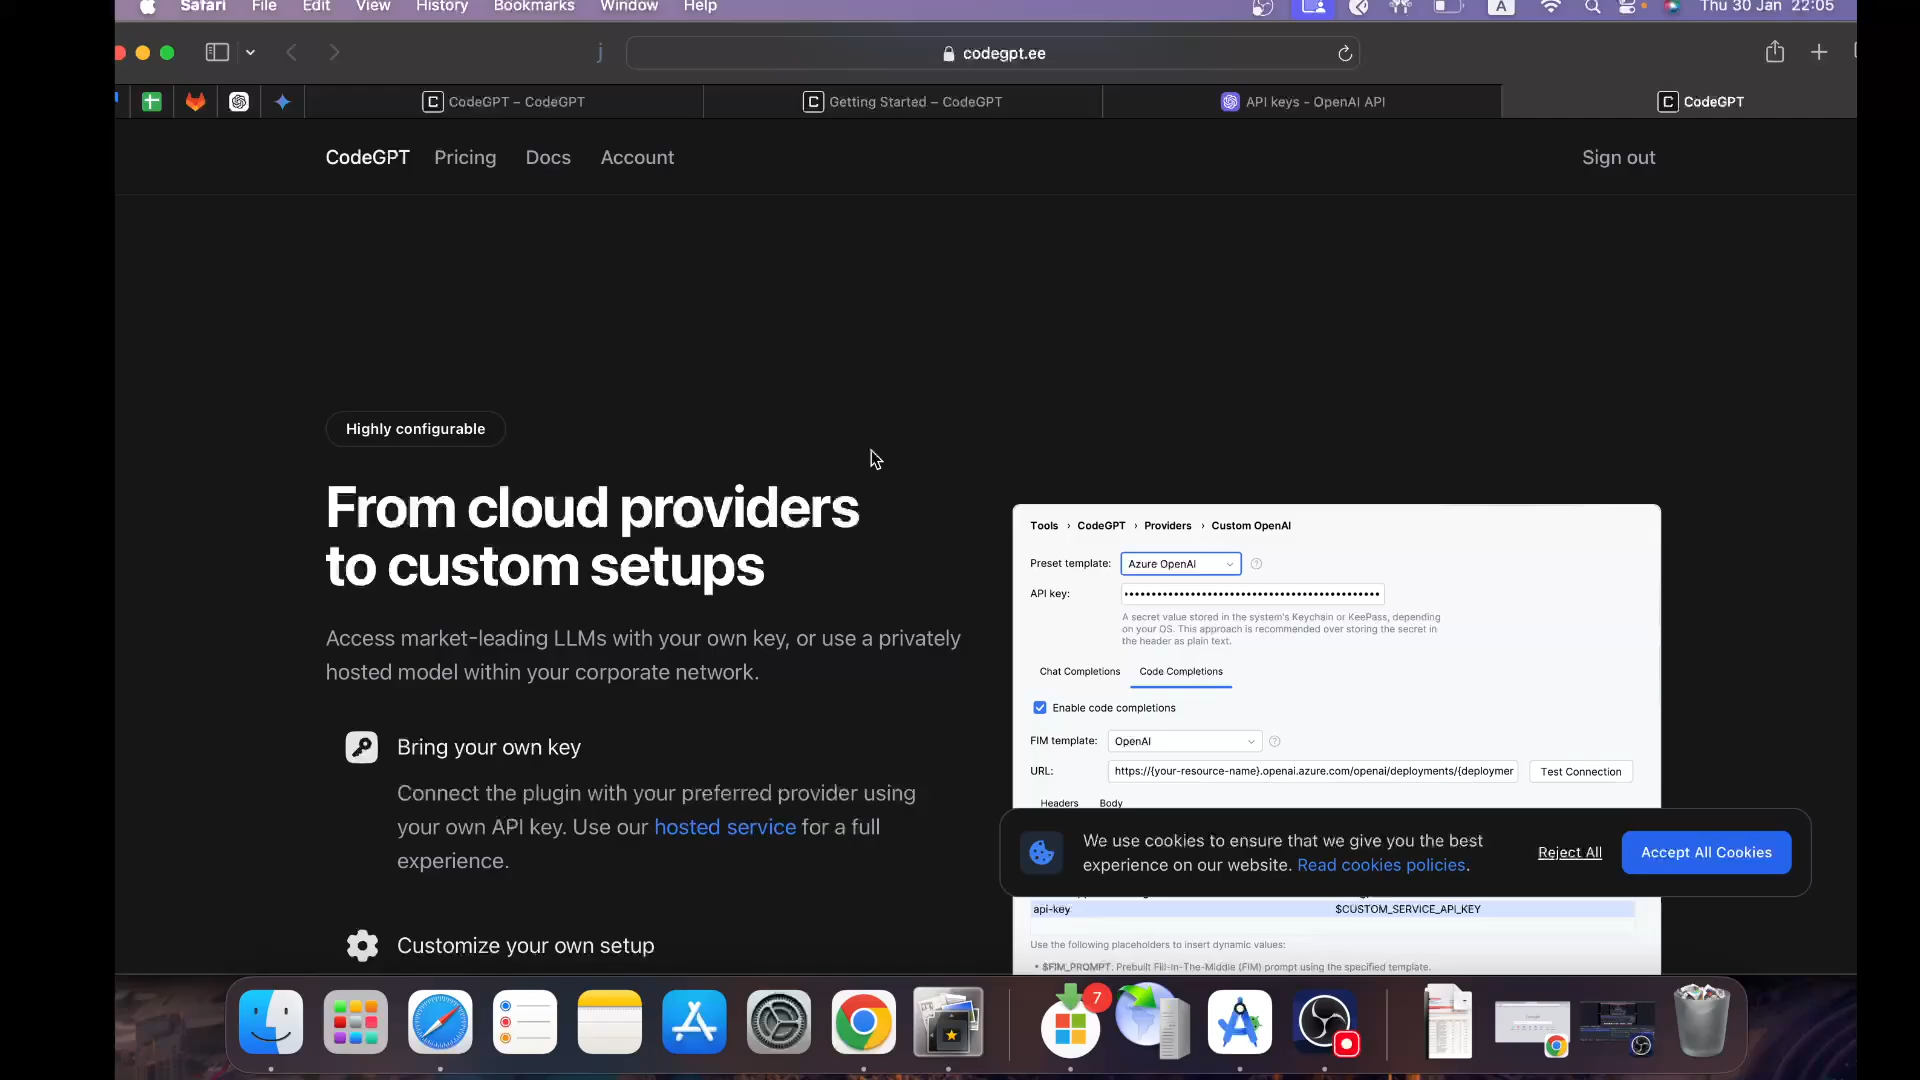 Safari File Edit View History Bookmarks Window Help
A
Thu 30 Jan 22:05
j
codegpt.ee
CodeGPT – CodeGPT
Getting Started – CodeGPT
API keys - OpenAI API
CodeGPT
CodeGPT Pricing Docs Account
Sign out
Highly configurable
From cloud providers
to custom setups
Access market-leading LLMs with your own key, or use a privately
hosted model within your corporate network.
Bring your own key
Connect the plugin with your preferred provider using
your own API key. Use our hosted service for a full
experience.
Customize your own setup
Tools › CodeGPT › Providers › Custom OpenAI
Preset template: Azure OpenAI
API key:
A secret value stored in the system's Keychain or KeePass, depending
on your OS. This approach is recommended over storing the secret in
the header as plain text.
Chat Completions Code Completions
Enable code completions
FIM template: OpenAI
URL: https://{your-resource-name}.openai.azure.com/openai/deployments/{deploymer
Test Connection
Headers Body
We use cookies to ensure that we give you the best
experience on our website. Read cookies policies.
Reject All
Accept All Cookies
api-key $CUSTOM_SERVICE_API_KEY
Use the following placeholders to insert dynamic values:
• $FIM_PROMPT. Prebuilt Fill-In-The-Middle (FIM) prompt using the specified template.
7